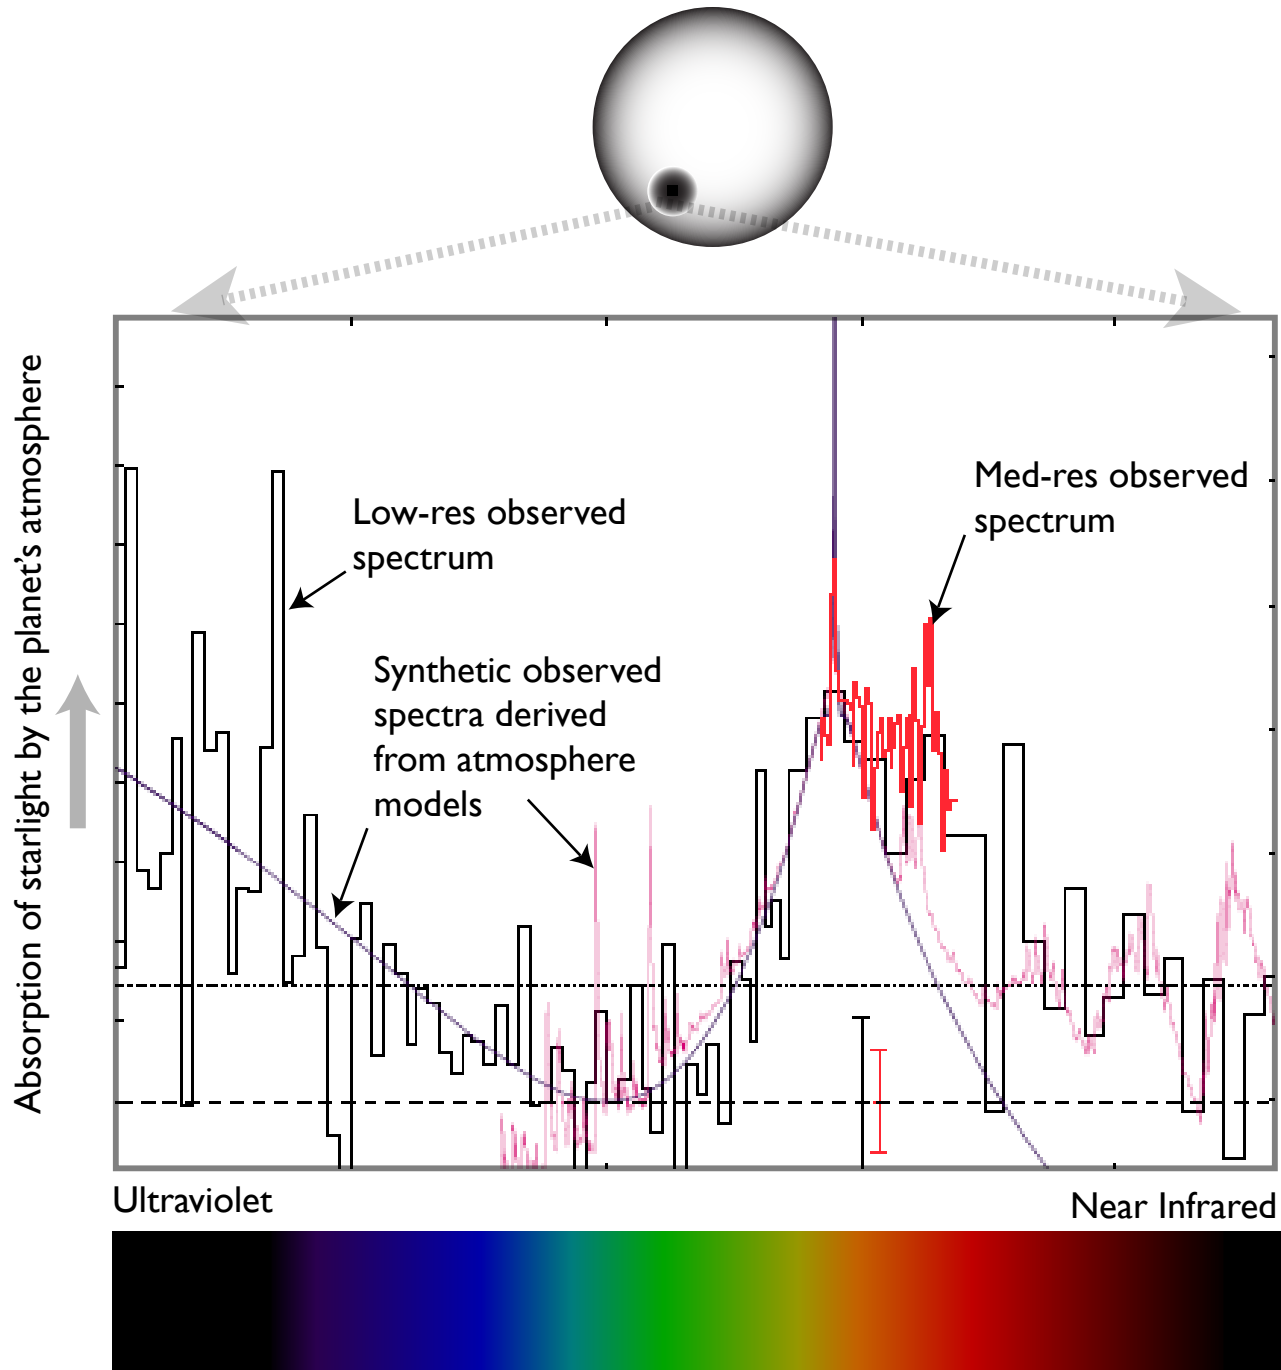 Absorption of starlight by the planet's atmosphere
Low-res observed
spectrum
Med-res observed
spectrum
Synthetic observed
spectra derived
from atmosphere
models
Ultraviolet
Near Infrared